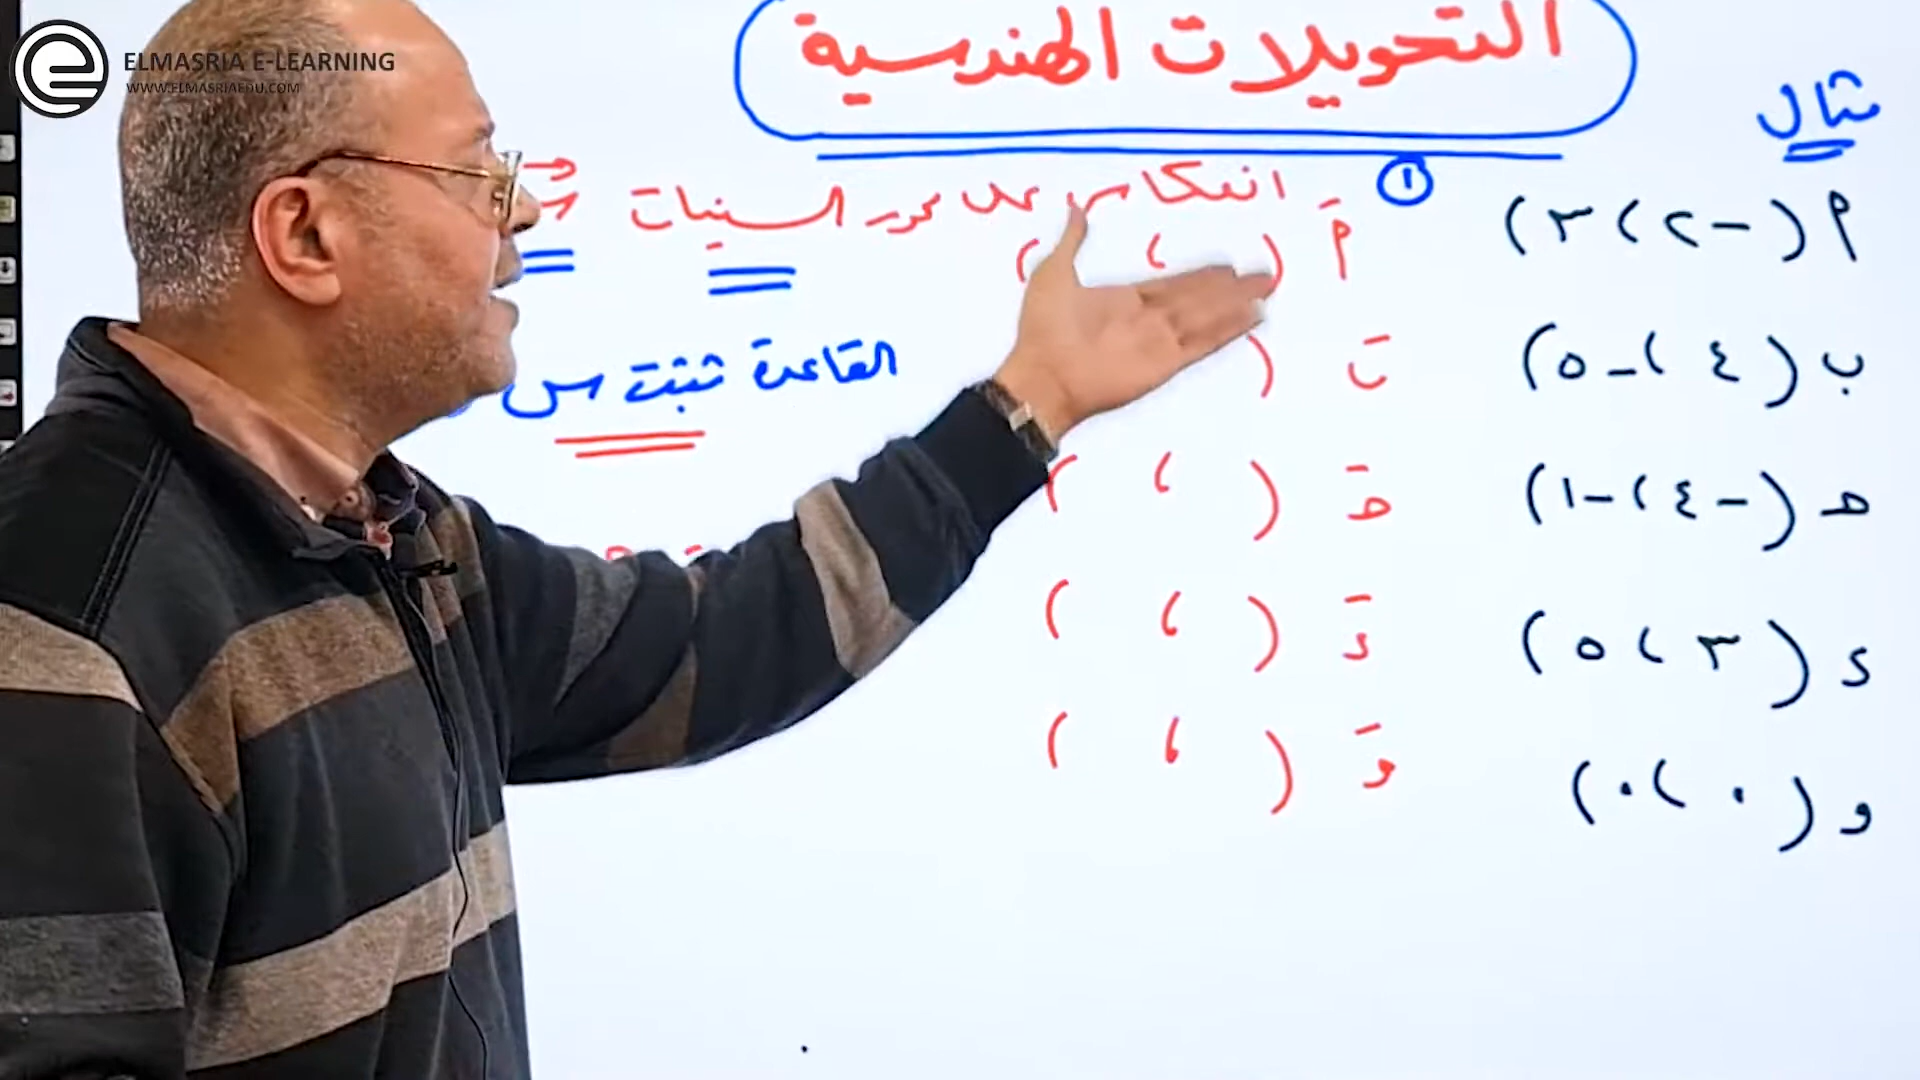 ELMASRIA E-LEARNING
WWW.ELMASRIAEDU.COM
التحويلات الهندسية
مثال
١ انعكاس على محور السينات
القاعدة تثبت س
أ (-٢ ، ٣)
أَ ( ، )
ب (٤ ، -٥)
بَ (
حـ (-٤ ، -١)
حـَ ( ، )
د (٣ ، ٥)
دَ ( ، )
و (٠ ، ٠)
وَ ( ، )